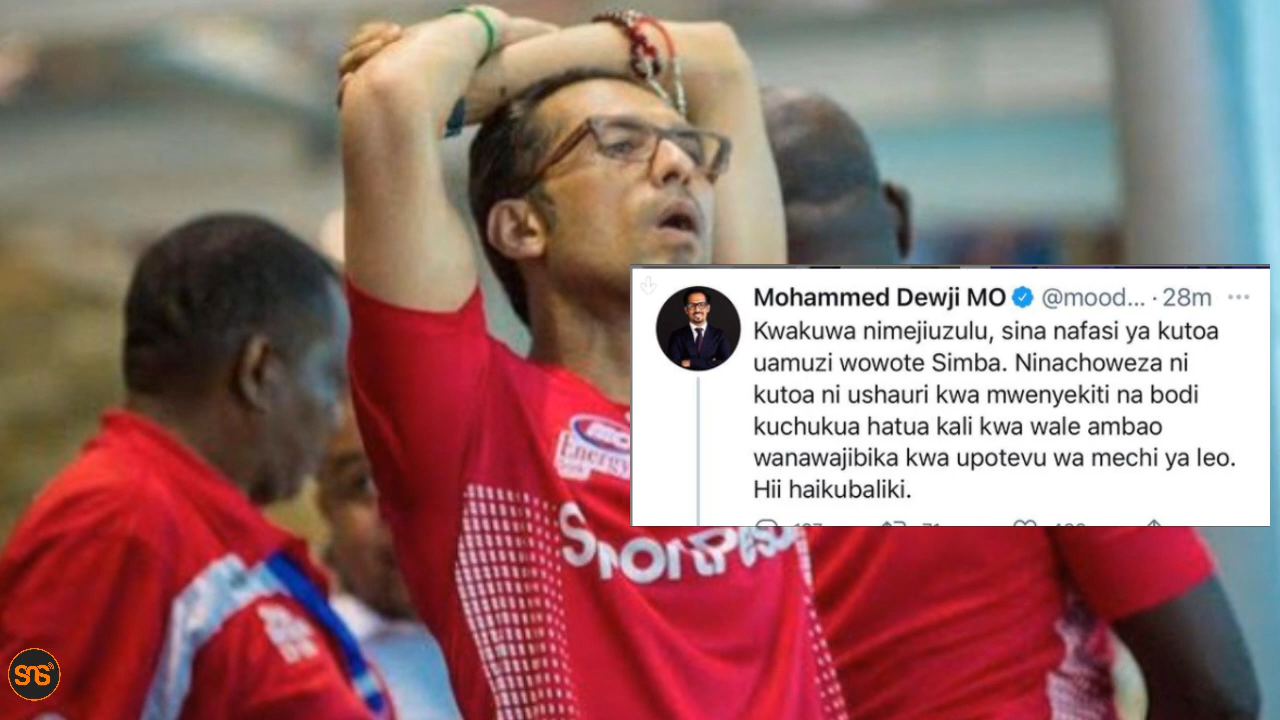 Mohammed Dewji MO @mood... · 28m
Kwakuwa nimejiuzulu, sina nafasi ya kutoa
uamuzi wowote Simba. Ninachoweza ni
kutoa ni ushauri kwa mwenyekiti na bodi
kuchukua hatua kali kwa wale ambao
wanawajibika kwa upotevu wa mechi ya leo.
Hii haikubaliki.
Energy
SportPesa
SnS